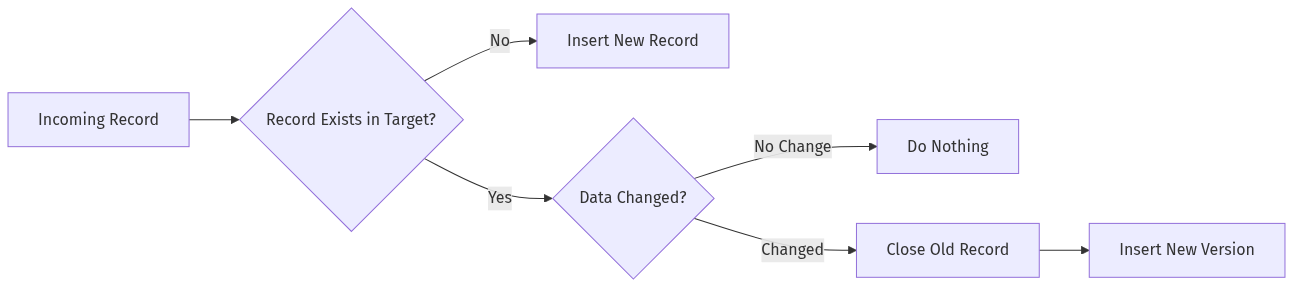 Incoming Record
Record Exists in Target?
No
Insert New Record
Yes
Data Changed?
No Change
Do Nothing
Changed
Close Old Record
Insert New Version